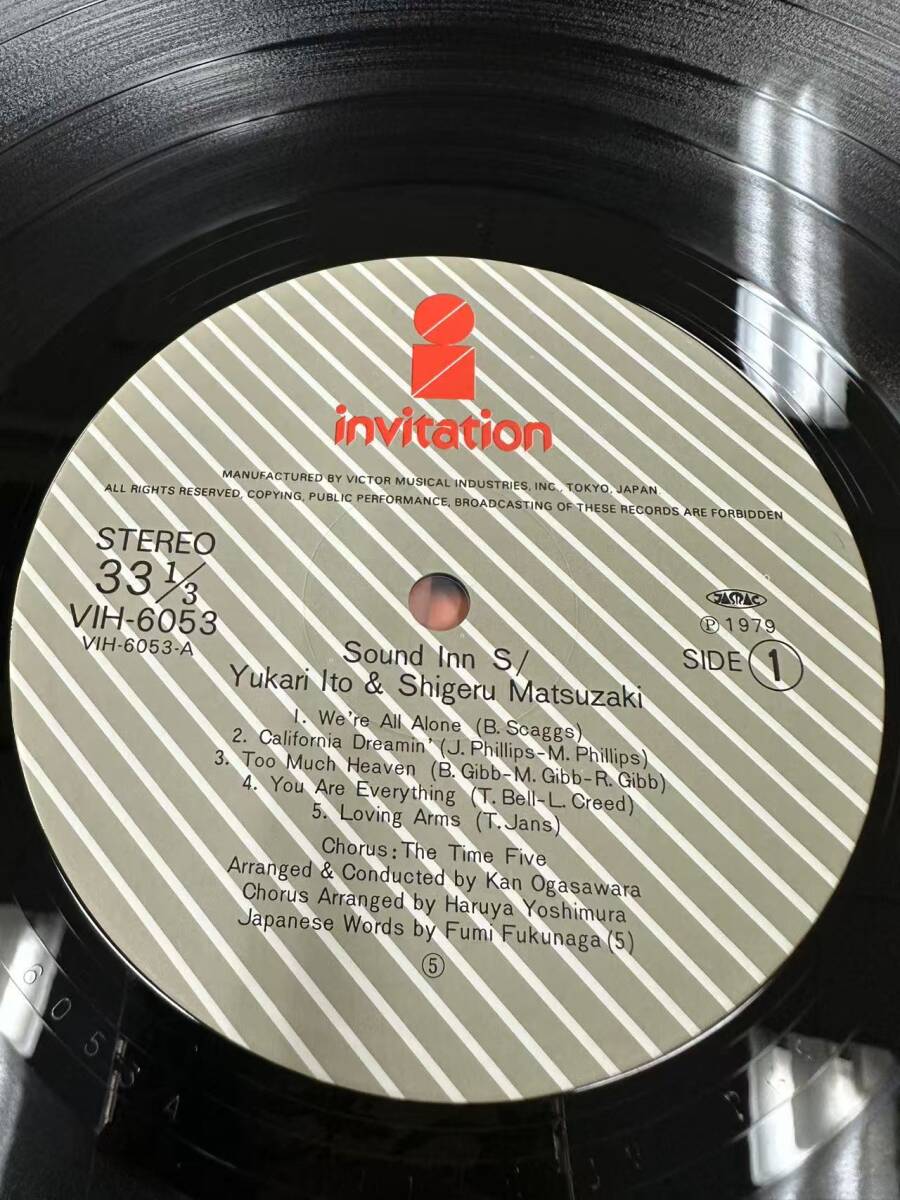 invitation
MANUFACTURED BY VICTOR MUSICAL INDUSTRIES, INC., TOKYO, JAPAN.
ALL RIGHTS RESERVED, COPYING, PUBLIC PERFORMANCE, BROADCASTING OF THESE RECORDS ARE FORBIDDEN
STEREO
33 1/3
VIH-6053
VIH-6053-A
JASRAC
Ⓟ 1979
SIDE 1
Sound Inn S/
Yukari Ito & Shigeru Matsuzaki
1. We're All Alone (B. Scaggs)
2. California Dreamin' (J. Phillips-M. Phillips)
3. Too Much Heaven (B. Gibb-M. Gibb-R. Gibb)
4. You Are Everything (T. Bell-L. Creed)
5. Loving Arms (T. Jans)
Chorus: The Time Five
Arranged & Conducted by Kan Ogasawara
Chorus Arranged by Haruya Yoshimura
Japanese Words by Fumi Fukunaga (5)
⑤